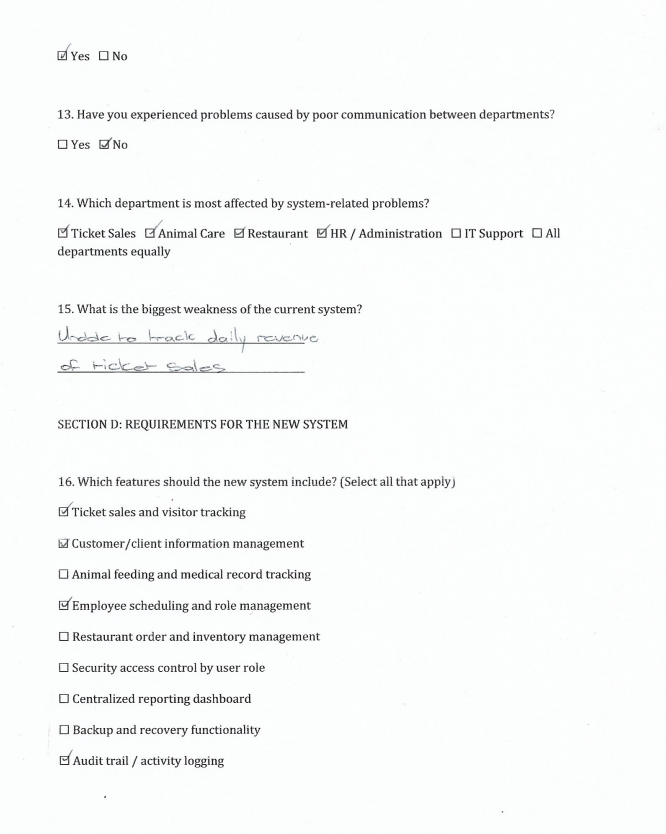 ☑ Yes ☐ No
13. Have you experienced problems caused by poor communication between departments?
☐ Yes ☑ No
14. Which department is most affected by system-related problems?
☑ Ticket Sales ☑ Animal Care ☑ Restaurant ☑ HR / Administration ☐ IT Support ☐ All
departments equally
15. What is the biggest weakness of the current system?
to track daily revenue
of ticket sales
SECTION D: REQUIREMENTS FOR THE NEW SYSTEM
16. Which features should the new system include? (Select all that apply)
☑ Ticket sales and visitor tracking
☑ Customer/client information management
☐ Animal feeding and medical record tracking
☑ Employee scheduling and role management
☐ Restaurant order and inventory management
☐ Security access control by user role
☐ Centralized reporting dashboard
☐ Backup and recovery functionality
☑ Audit trail / activity logging